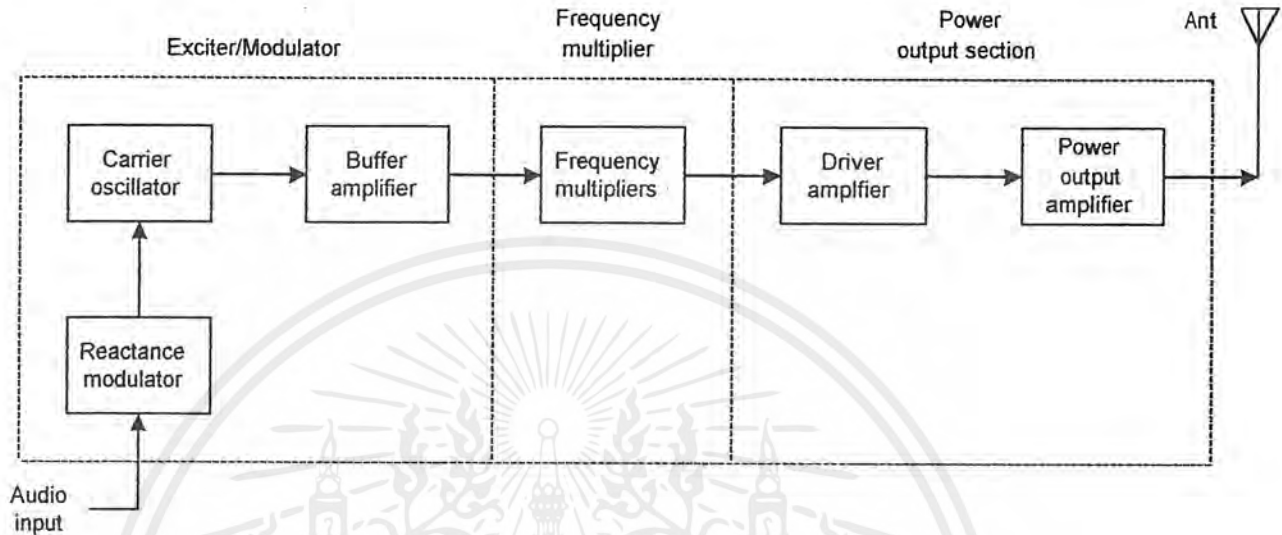 Exciter/Modulator
Frequency
multiplier
Power
output section
Ant
Carrier
oscillator
Buffer
amplifier
Frequency
multipliers
Driver
amplfier
Power
output
amplifier
Reactance
modulator
Audio
input